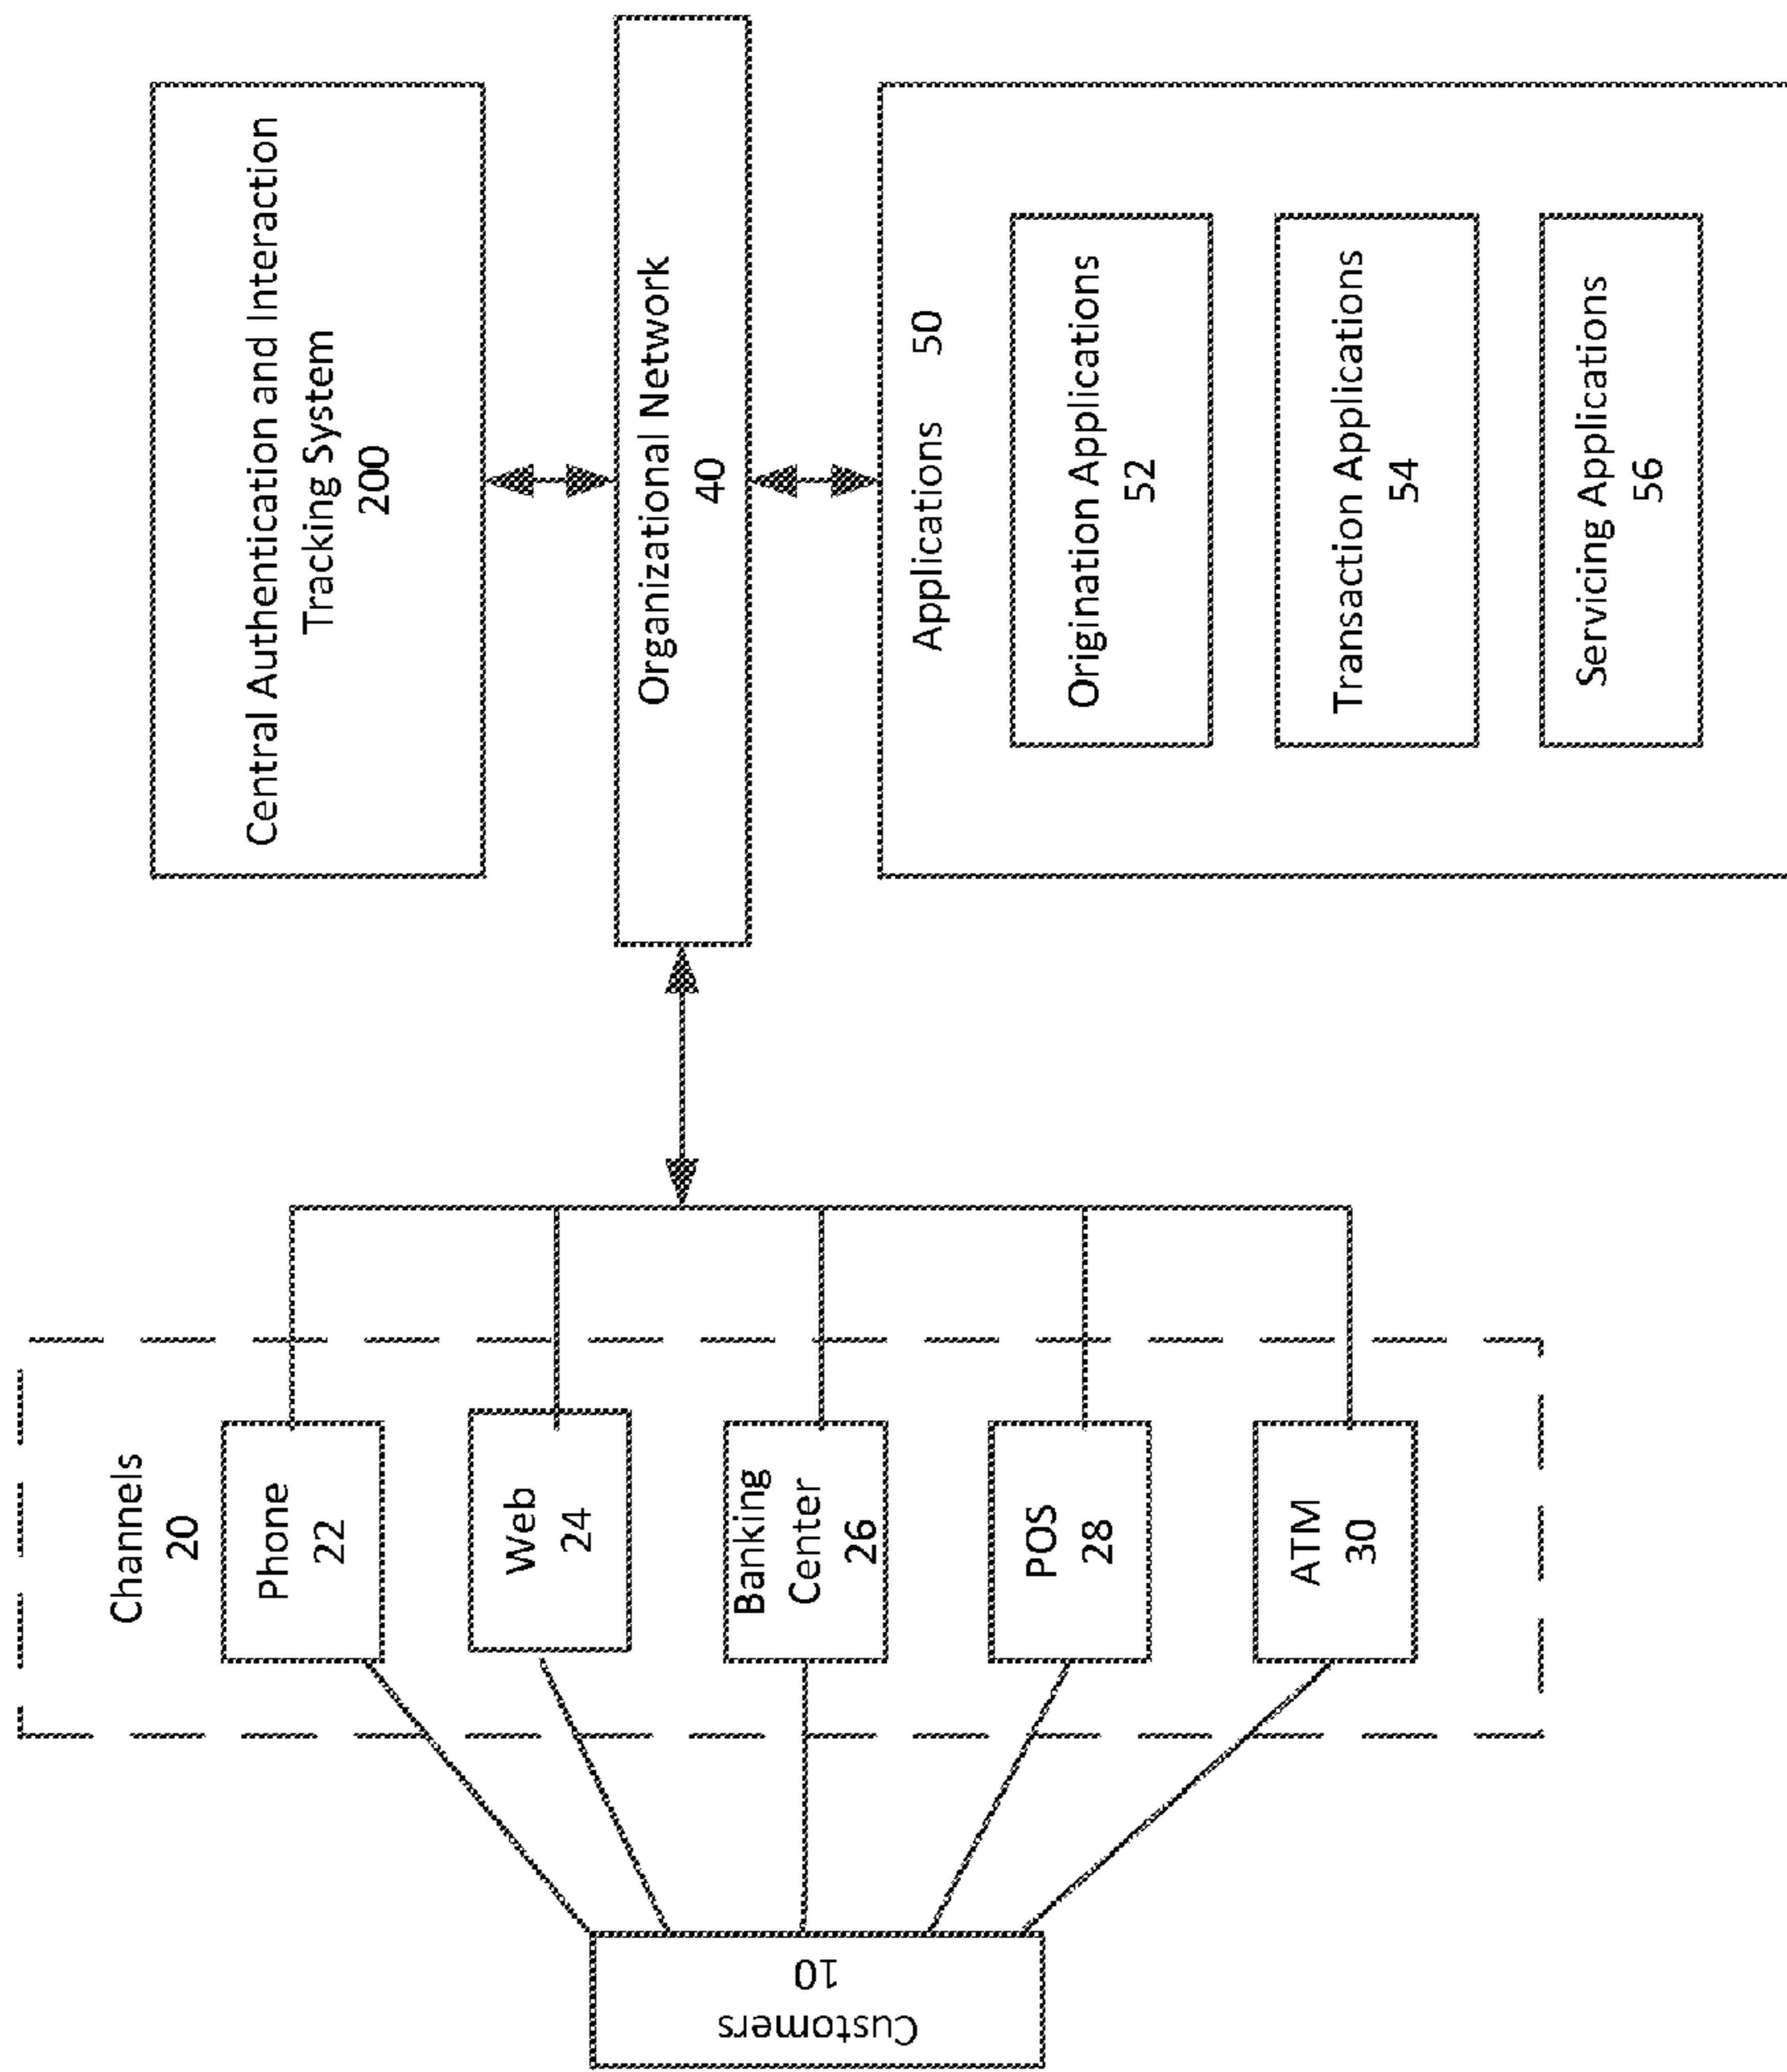 Customers
10
Channels
20
Phone
22
Web
24
Banking
Center
26
POS
28
ATM
30
Central Authentication and Interaction
Tracking System
200
Organizational Network
40
Applications 50
Origination Applications
52
Transaction Applications
54
Servicing Applications
56